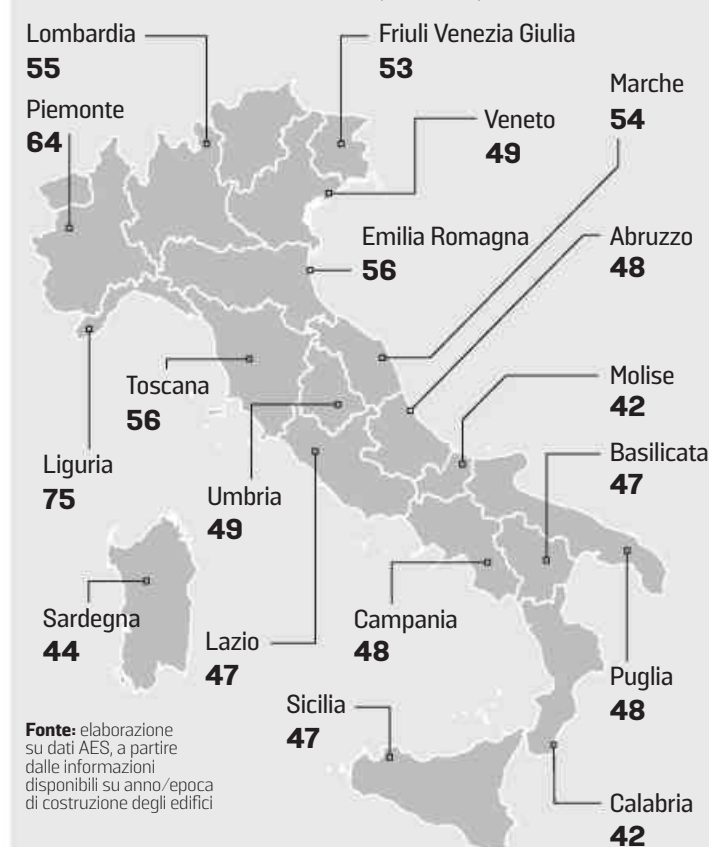 Lombardia
55
Friuli Venezia Giulia
53
Marche
54
Piemonte
64
Veneto
49
Emilia Romagna
56
Abruzzo
48
Toscana
56
Molise
42
Liguria
75
Umbria
49
Basilicata
47
Sardegna
44
Lazio
47
Campania
48
Puglia
48
Sicilia
47
Calabria
42
Fonte: elaborazione
su dati AES, a partire
dalle informazioni
disponibili su anno/epoca
di costruzione degli edifici